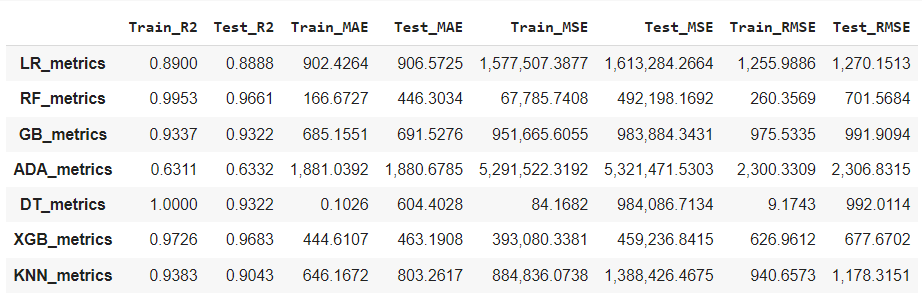 Train_R2 Test_R2 Train_MAE Test_MAE Train_MSE Test_MSE Train_RMSE Test_RMSE
LR_metrics 0.8900 0.8888 902.4264 906.5725 1,577,507.3877 1,613,284.2664 1,255.9886 1,270.1513
RF_metrics 0.9953 0.9661 166.6727 446.3034 67,785.7408 492,198.1692 260.3569 701.5684
GB_metrics 0.9337 0.9322 685.1551 691.5276 951,665.6055 983,884.3431 975.5335 991.9094
ADA_metrics 0.6311 0.6332 1,881.0392 1,880.6785 5,291,522.3192 5,321,471.5303 2,300.3309 2,306.8315
DT_metrics 1.0000 0.9322 0.1026 604.4028 84.1682 984,086.7134 9.1743 992.0114
XGB_metrics 0.9726 0.9683 444.6107 463.1908 393,080.3381 459,236.8415 626.9612 677.6702
KNN_metrics 0.9383 0.9043 646.1672 803.2617 884,836.0738 1,388,426.4675 940.6573 1,178.3151